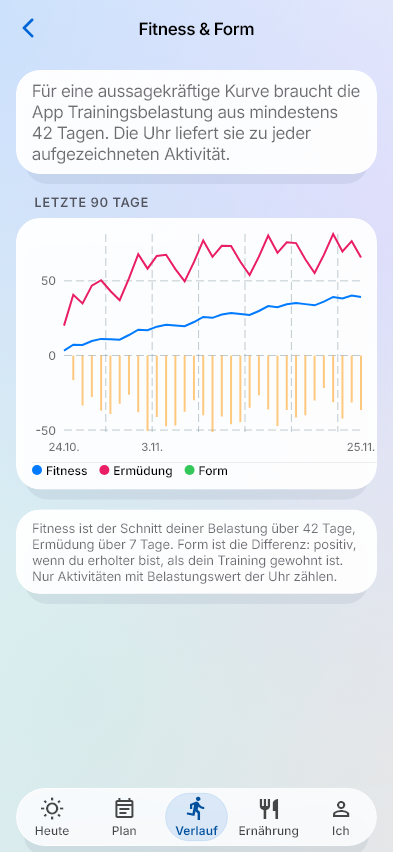 Fitness & Form
Für eine aussagekräftige Kurve braucht die
App Trainingsbelastung aus mindestens
42 Tagen. Die Uhr liefert sie zu jeder
aufgezeichneten Aktivität.
LETZTE 90 TAGE
50
0
-50
24.10.
3.11.
25.11.
Fitness
Ermüdung
Form
Fitness ist der Schnitt deiner Belastung über 42 Tage,
Ermüdung über 7 Tage. Form ist die Differenz: positiv,
wenn du erholter bist, als dein Training gewohnt ist.
Nur Aktivitäten mit Belastungswert der Uhr zählen.
Heute
Plan
Verlauf
Ernährung
Ich